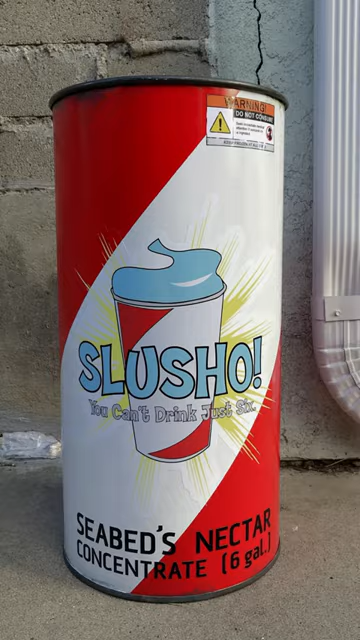 WARNING!
DO NOT CONSUME
SLUSHO!
You Can't Drink Just Six.
SEABED'S NECTAR
CONCENTRATE (6 gal.)